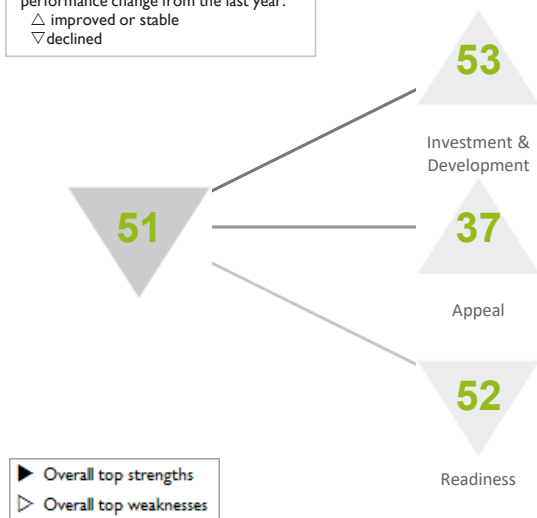 performance change from the last year:
△ improved or stable
▽ declined
53
Investment &
Development
51
37
Appeal
52
Readiness
▶ Overall top strengths
▷ Overall top weaknesses